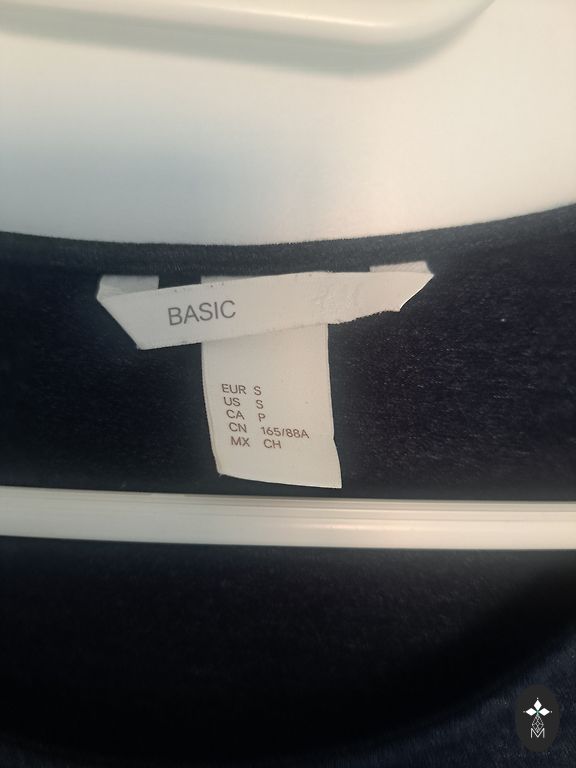 BASIC
EUR S
US S
CA P
CN 165/88A
MX CH
M